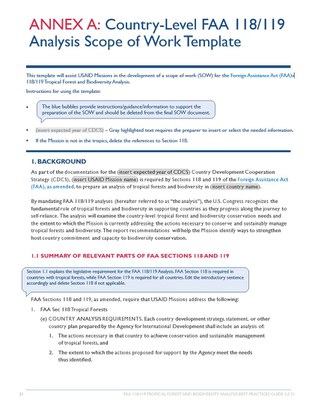 ANNEX A: Country-Level FAA 118/119
Analysis Scope of Work Template
This template will assist USAID Missions in the development of a scope of work (SOW) for the Foreign Assistance Act (FAA)s
118/119 Tropical Forest and Biodiversity Analysis.
Instructions for using the template:
• The blue bubbles provide instructions/guidance/information to support the
preparation of the SOW and should be deleted from the final SOW document.
• (insert expected year of CDCS) – Gray highlighted text requires the preparer to insert or select the needed information.
• If the Mission is not in the tropics, delete the references to Section 118.
1. BACKGROUND
As part of the documentation for the (insert expected year of CDCS) Country Development Cooperation
Strategy (CDCS), (insert USAID Mission name) is required by Sections 118 and 119 of the Foreign Assistance Act
(FAA), as amended, to prepare an analysis of tropical forests and biodiversity in (insert country name).
By mandating FAA 118/119 analyses (hereafter referred to as "the analysis"), the U.S. Congress recognizes the
fundamental role of tropical forests and biodiversity in supporting countries as they progress along the journey to
self-reliance. The analysis will examine the country-level tropical forest and biodiversity conservation needs and
the extent to which the Mission is currently addressing the actions necessary to conserve and sustainably manage
tropical forests and biodiversity. The report recommendations will help the Mission identify ways to strengthen
host country commitment and capacity to biodiversity conservation.
1.1 SUMMARY OF RELEVANT PARTS OF FAA SECTIONS 118 AND 119
Section 1.1 explains the legislative requirement for the FAA 118/119 Analysis. FAA Section 118 is required in
countries with tropical forests, while FAA Section 119 is required for all countries. Edit the introductory sentence
accordingly and delete Section 118 if not applicable.
FAA Sections 118 and 119, as amended, require that USAID Missions address the following:
1. FAA Sec 118 Tropical Forests
(e) COUNTRY ANALYSIS REQUIREMENTS. Each country development strategy, statement, or other
country plan prepared by the Agency for International Development shall include an analysis of:
1. The actions necessary in that country to achieve conservation and sustainable management
of tropical forests, and
2. The extent to which the actions proposed for support by the Agency meet the needs
thus identified.